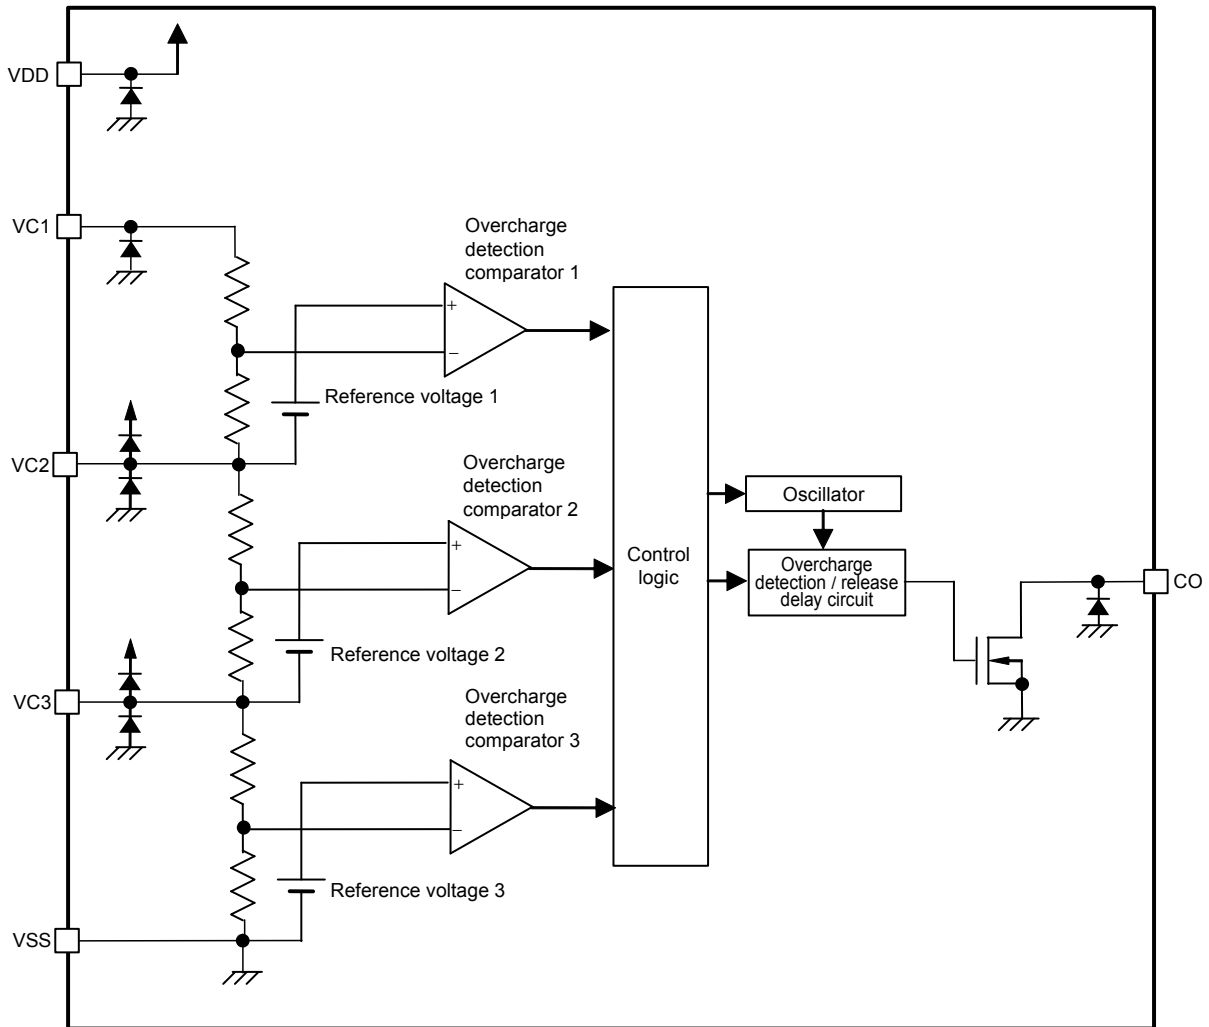 VDD
VC1
Overcharge
detection
comparator 1
+
−
Reference voltage 1
VC2
Overcharge
detection
comparator 2
+
−
Oscillator
Control
logic
Overcharge
detection / release
delay circuit
CO
Reference voltage 2
VC3
Overcharge
detection
comparator 3
+
−
Reference voltage 3
VSS